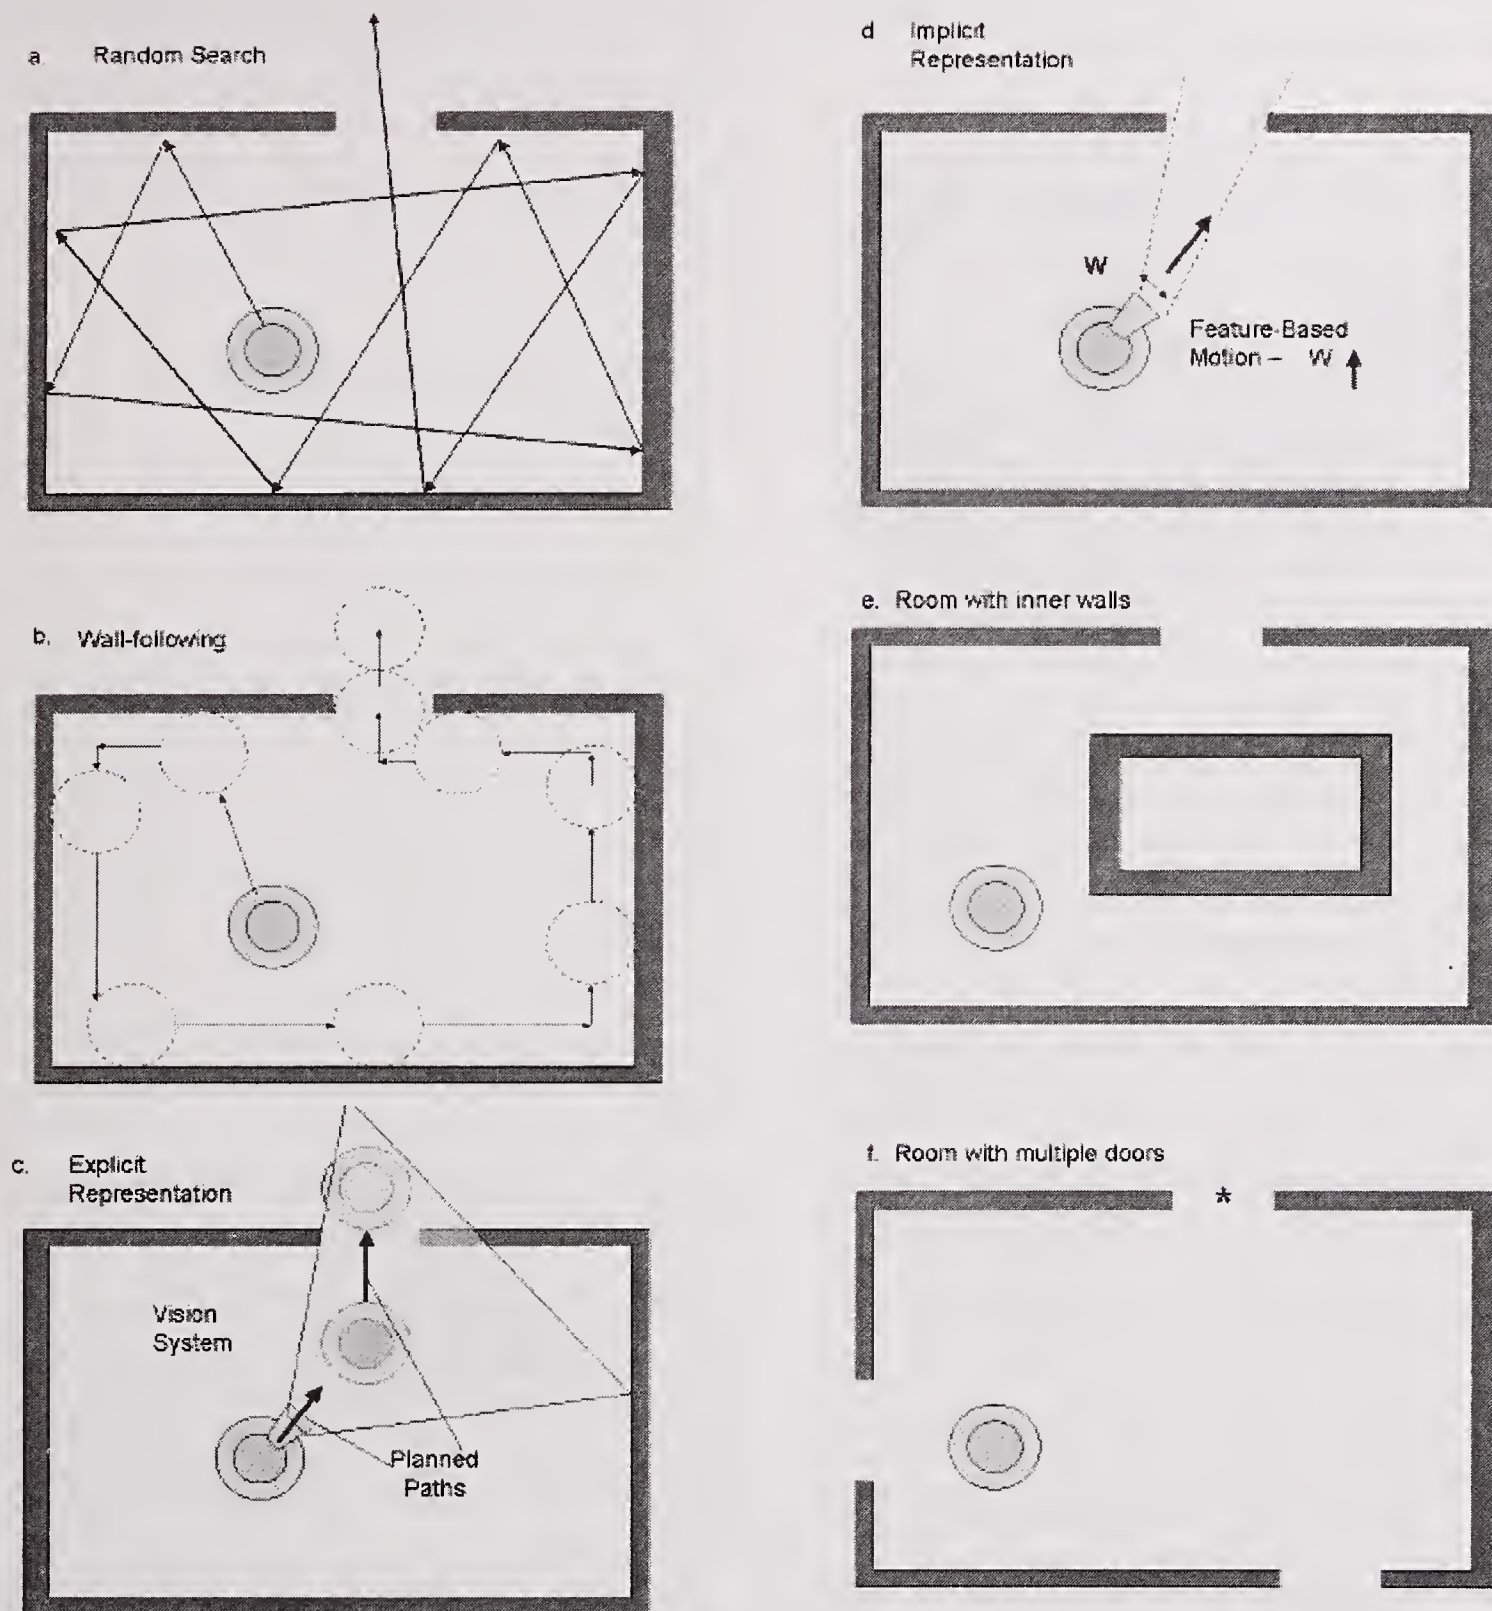 a. Random Search
b. Wall-following
c. Explicit
Representation
Vision
System
Planned
Paths
d Implicit
Representation
W
Feature-Based
Motion – W
e. Room with inner walls
f. Room with multiple doors
*